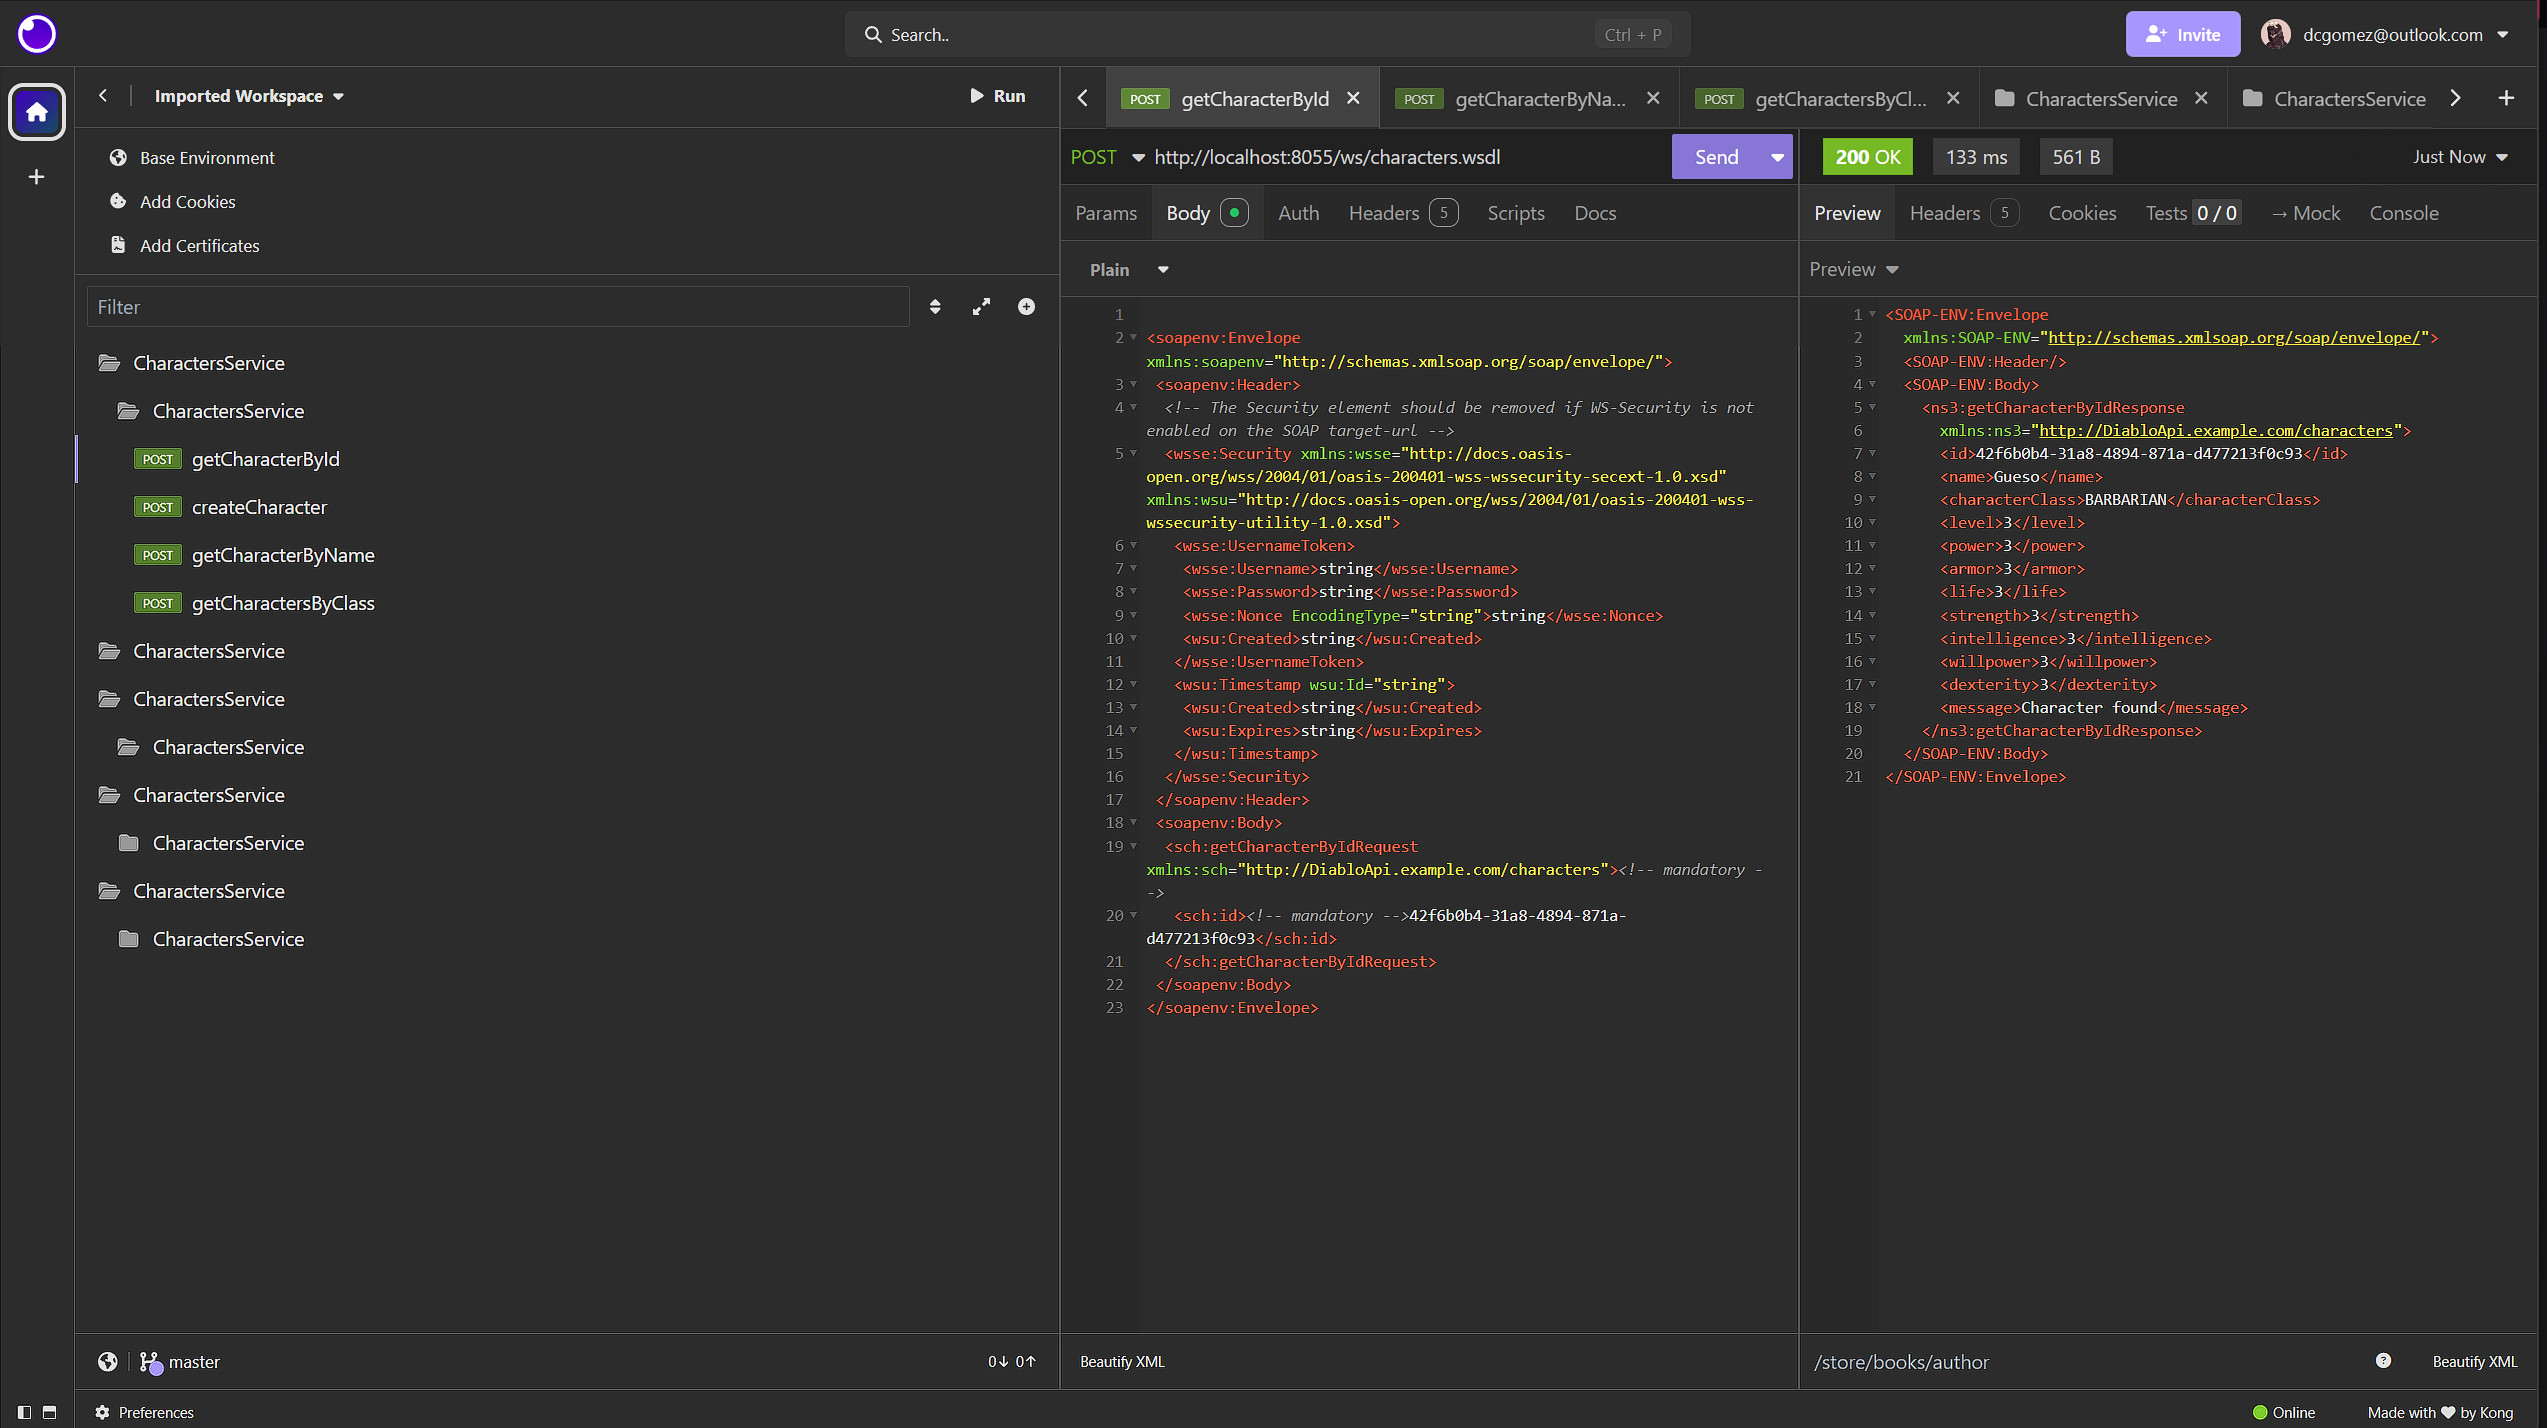 Search..
Ctrl + P
Invite
dcgomez@outlook.com
Imported Workspace
Run
Base Environment
Add Cookies
Add Certificates
Filter
CharactersService
CharactersService
POST getCharacterById
POST createCharacter
POST getCharacterByName
POST getCharactersByClass
CharactersService
CharactersService
CharactersService
CharactersService
CharactersService
CharactersService
CharactersService
master
0↓ 0↑
Preferences
POST getCharacterById
POST getCharacterByNa...
POST getCharactersByCl...
CharactersService
CharactersService
POST http://localhost:8055/ws/characters.wsdl
Send
Params Body Auth Headers 5 Scripts Docs
Plain
1
2 <soapenv:Envelope
xmlns:soapenv="http://schemas.xmlsoap.org/soap/envelope/">
3 <soapenv:Header>
4 <!-- The Security element should be removed if WS-Security is not
enabled on the SOAP target-url -->
5 <wsse:Security xmlns:wsse="http://docs.oasis-
open.org/wss/2004/01/oasis-200401-wss-wssecurity-secext-1.0.xsd"
xmlns:wsu="http://docs.oasis-open.org/wss/2004/01/oasis-200401-wss-
wssecurity-utility-1.0.xsd">
6 <wsse:UsernameToken>
7 <wsse:Username>string</wsse:Username>
8 <wsse:Password>string</wsse:Password>
9 <wsse:Nonce EncodingType="string">string</wsse:Nonce>
10 <wsu:Created>string</wsu:Created>
11 </wsse:UsernameToken>
12 <wsu:Timestamp wsu:Id="string">
13 <wsu:Created>string</wsu:Created>
14 <wsu:Expires>string</wsu:Expires>
15 </wsu:Timestamp>
16 </wsse:Security>
17 </soapenv:Header>
18 <soapenv:Body>
19 <sch:getCharacterByIdRequest
xmlns:sch="http://DiabloApi.example.com/characters"><!-- mandatory -
->
20 <sch:id><!-- mandatory -->42f6b0b4-31a8-4894-871a-
d477213f0c93</sch:id>
21 </sch:getCharacterByIdRequest>
22 </soapenv:Body>
23 </soapenv:Envelope>
Beautify XML
200 OK
133 ms
561 B
Just Now
Preview Headers 5 Cookies Tests 0 / 0 → Mock Console
Preview
1 <SOAP-ENV:Envelope
2 xmlns:SOAP-ENV="http://schemas.xmlsoap.org/soap/envelope/">
3 <SOAP-ENV:Header/>
4 <SOAP-ENV:Body>
5 <ns3:getCharacterByIdResponse
6 xmlns:ns3="http://DiabloApi.example.com/characters">
7 <id>42f6b0b4-31a8-4894-871a-d477213f0c93</id>
8 <name>Gueso</name>
9 <characterClass>BARBARIAN</characterClass>
10 <level>3</level>
11 <power>3</power>
12 <armor>3</armor>
13 <life>3</life>
14 <strength>3</strength>
15 <intelligence>3</intelligence>
16 <willpower>3</willpower>
17 <dexterity>3</dexterity>
18 <message>Character found</message>
19 </ns3:getCharacterByIdResponse>
20 </SOAP-ENV:Body>
21 </SOAP-ENV:Envelope>
/store/books/author
Beautify XML
Online
Made with ♥ by Kong